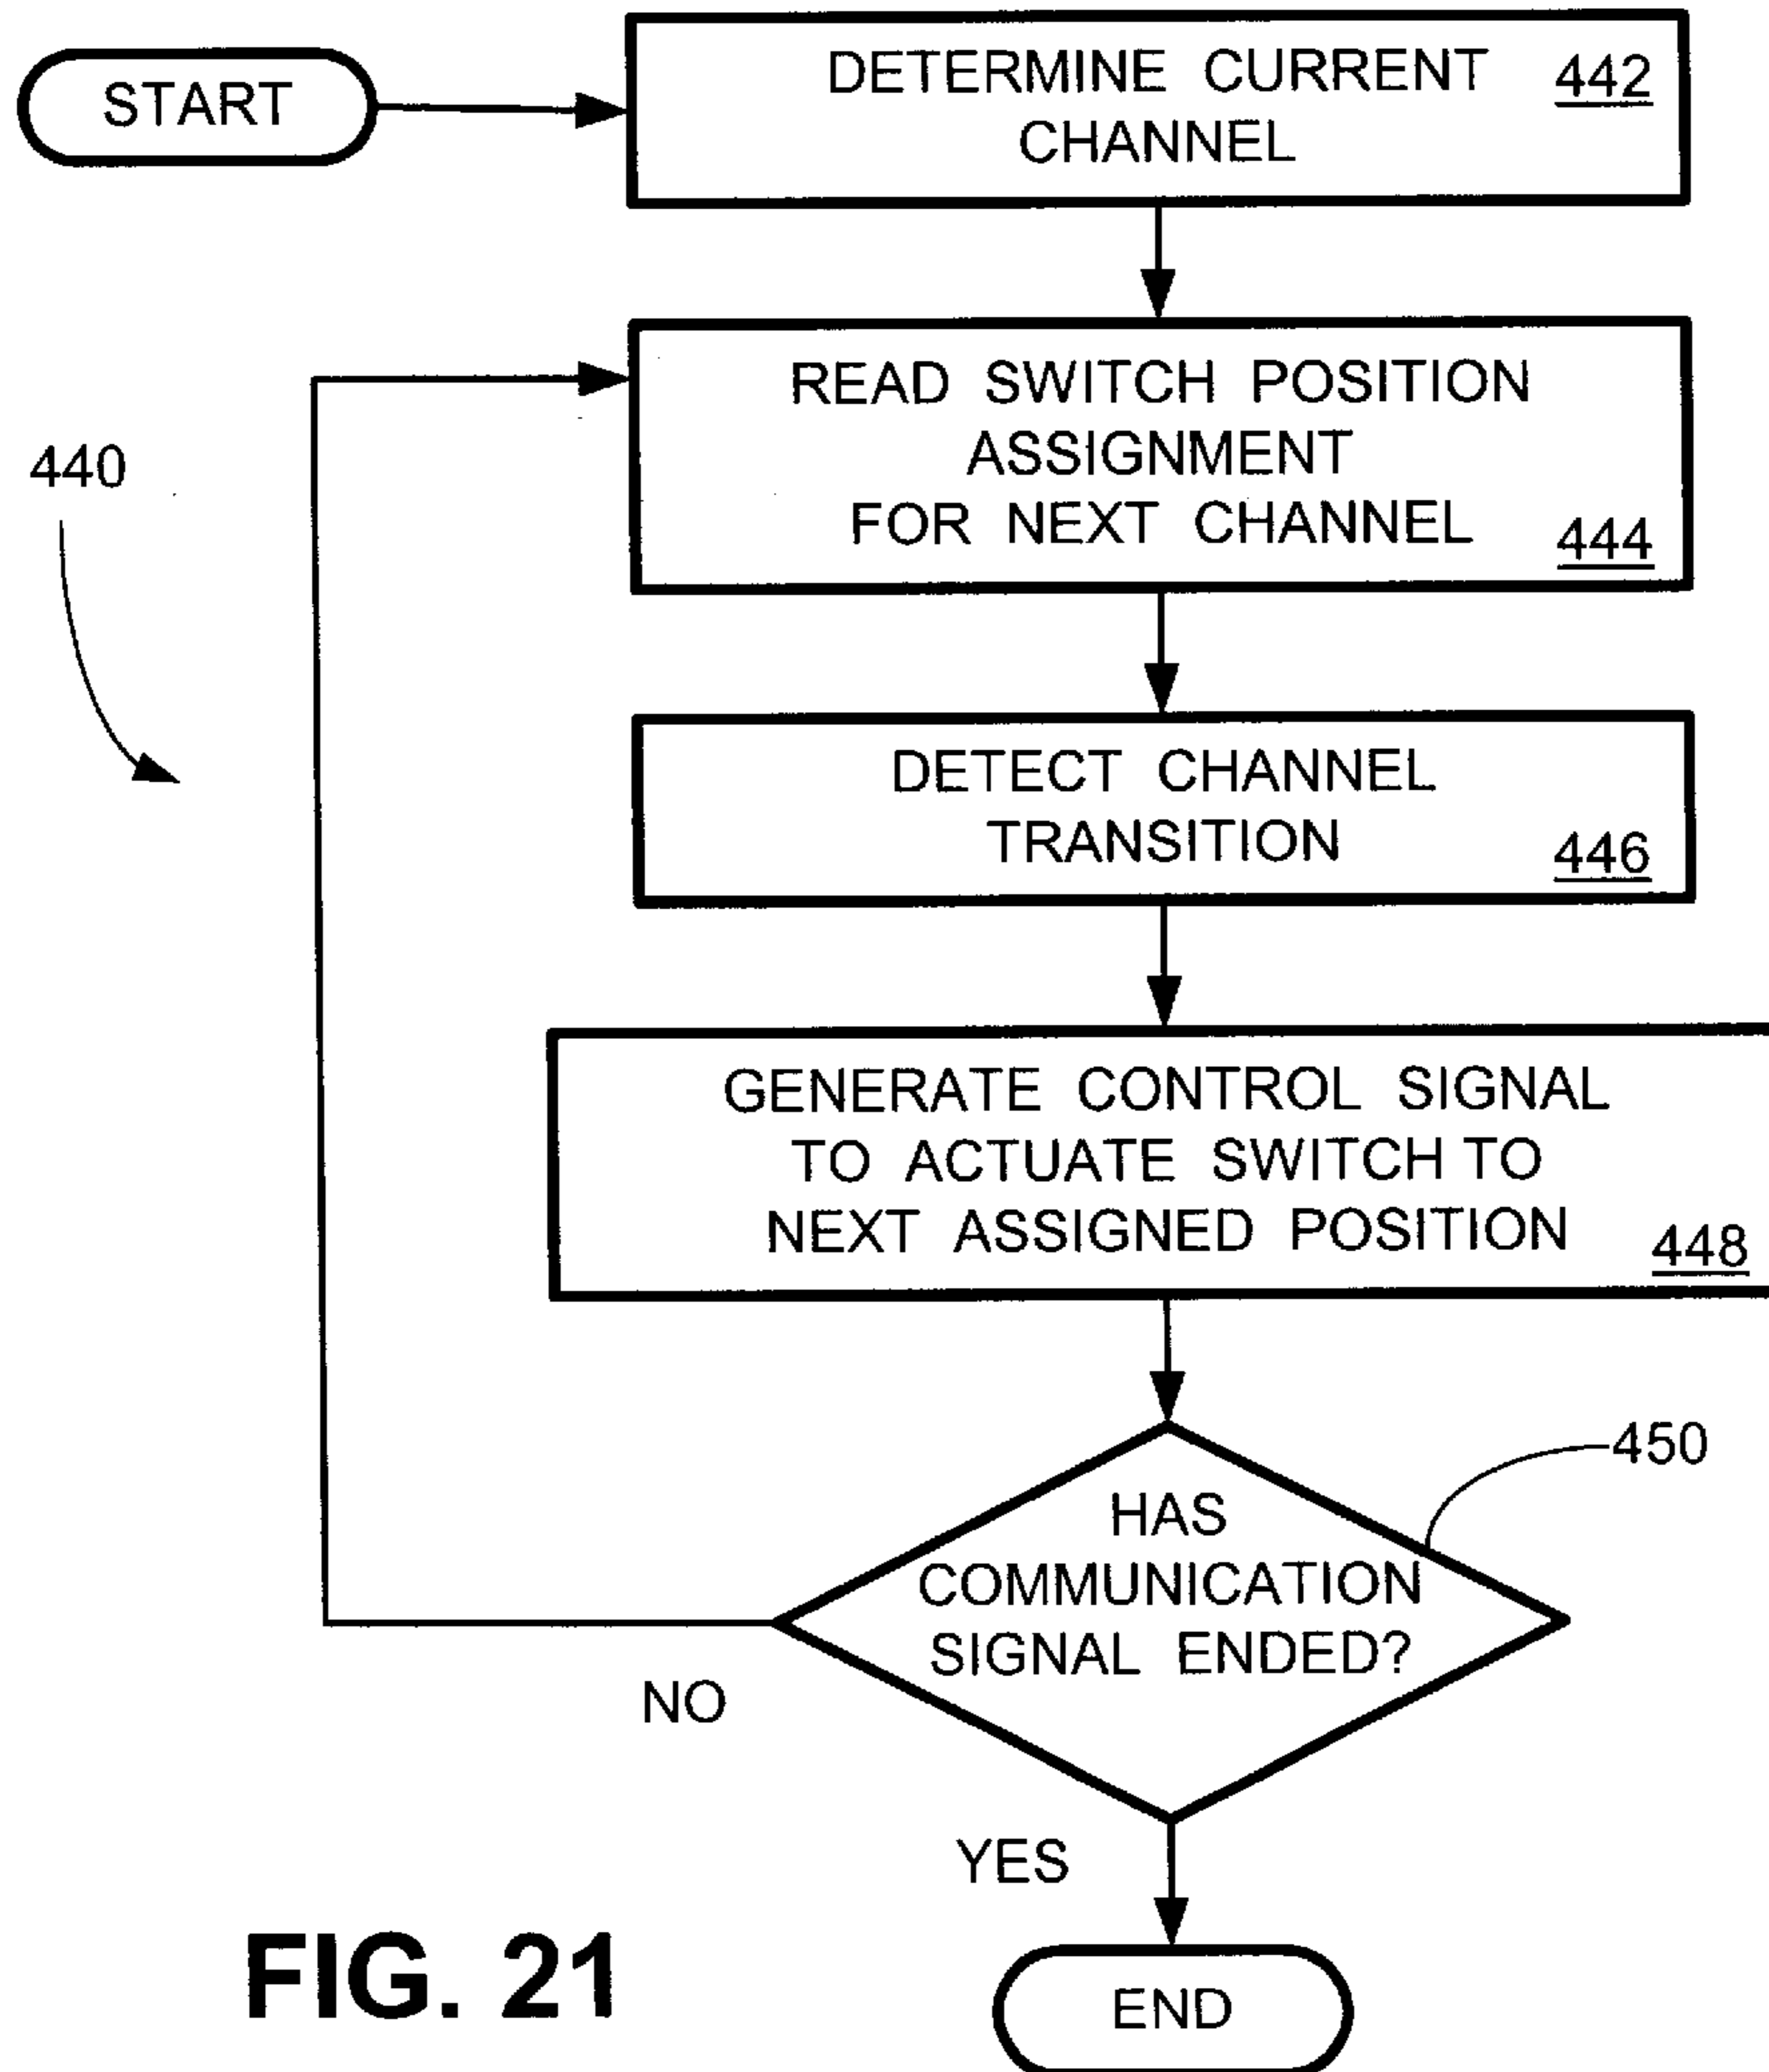 START
DETERMINE CURRENT 442
CHANNEL
READ SWITCH POSITION
ASSIGNMENT
FOR NEXT CHANNEL 444
440
DETECT CHANNEL
TRANSITION 446
GENERATE CONTROL SIGNAL
TO ACTUATE SWITCH TO
NEXT ASSIGNED POSITION 448
450
HAS
COMMUNICATION
SIGNAL ENDED?
NO
YES
END
FIG. 21